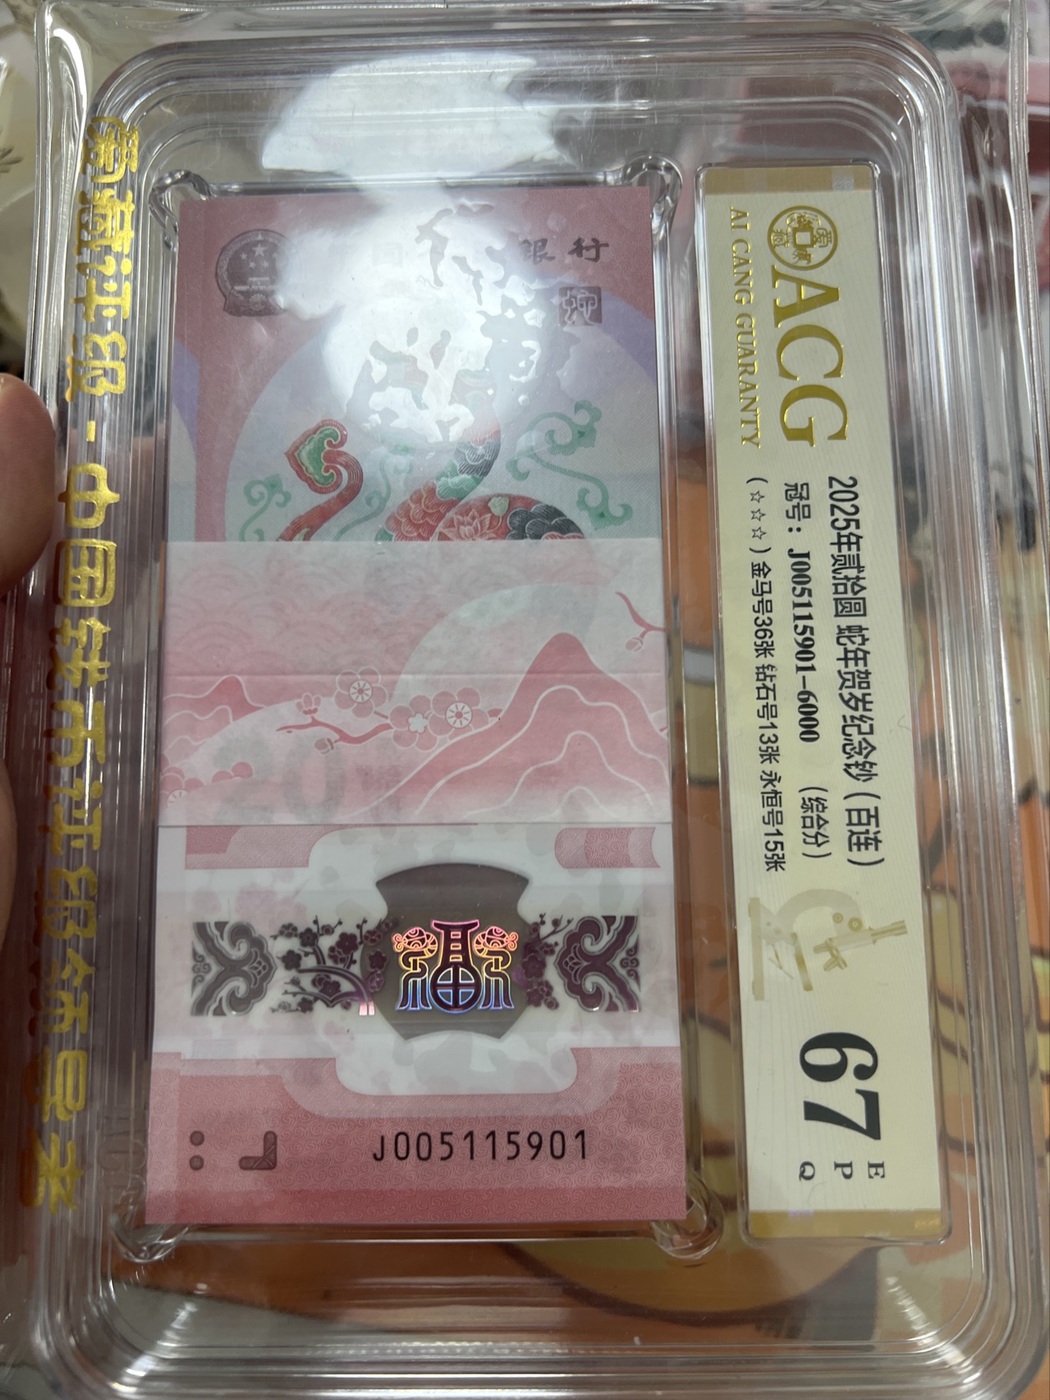 爱藏评级-中国钱币评级领导者
银行
J005115901
ACG
AI CANG GUARANTY
2025年贰拾圆 蛇年贺岁纪念钞（百连）
冠号：J005115901-6000 （综合分）
（☆☆☆）金马号36张 钻石号13张 永恒号15张
67
E
P
Q